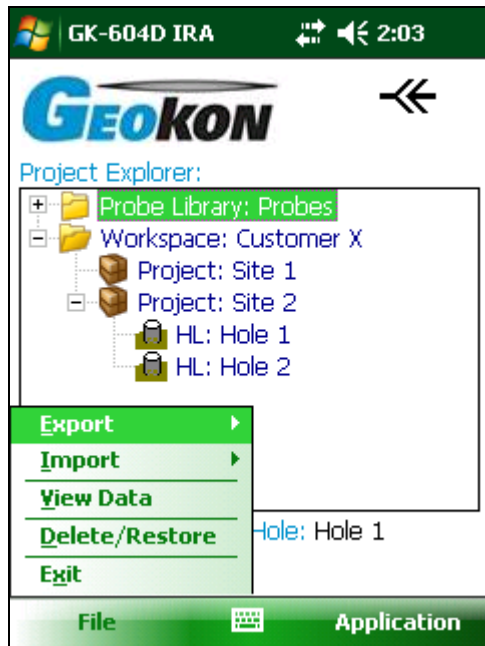 GK-604D IRA 2:03
GEOKON
Project Explorer:
Probe Library: Probes
Workspace: Customer X
Project: Site 1
Project: Site 2
HL: Hole 1
HL: Hole 2
Export
Import
View Data
Delete/Restore
Hole: Hole 1
Exit
File Application